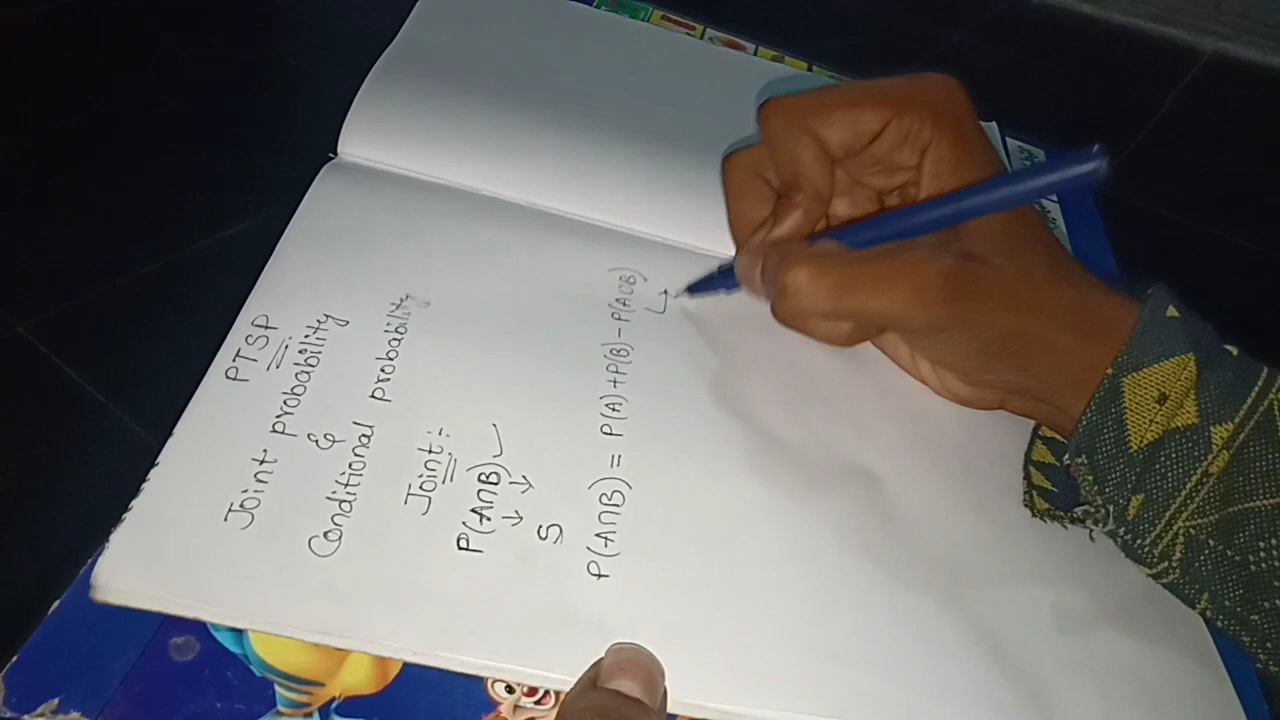 PTSP
Joint probability
&
Conditional probability
Joint:-
P(A∩B) ✓
↓ ↓
S
P(A∩B) = P(A) + P(B) - P(A∪B)
↳